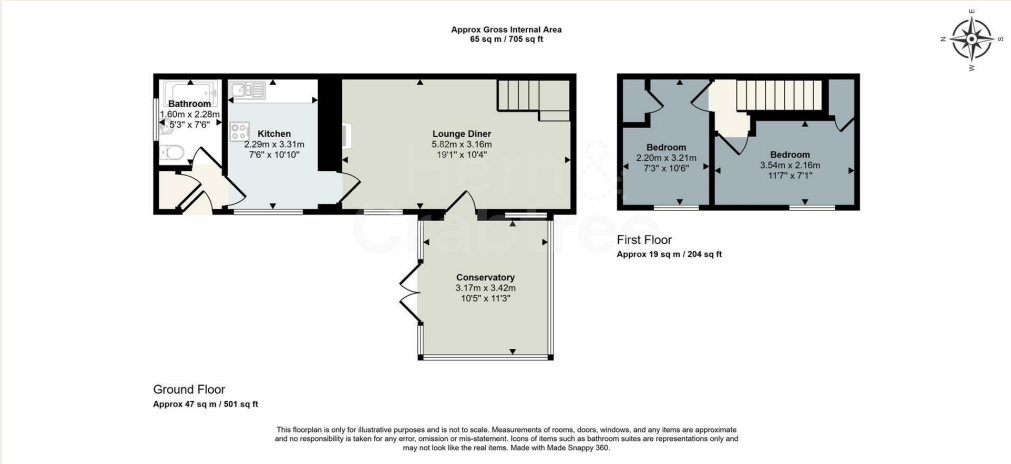 Approx Gross Internal Area
65 sq m / 705 sq ft
E
N
S
W
Bathroom
1.60m x 2.28m
5'3" x 7'6"
Kitchen
2.29m x 3.31m
7'6" x 10'10"
Lounge Diner
5.82m x 3.16m
19'1" x 10'4"
Bedroom
2.20m x 3.21m
7'3" x 10'6"
Bedroom
3.54m x 2.16m
11'7" x 7'1"
First Floor
Approx 19 sq m / 204 sq ft
Conservatory
3.17m x 3.42m
10'5" x 11'3"
Ground Floor
Approx 47 sq m / 501 sq ft
This floorplan is only for illustrative purposes and is not to scale. Measurements of rooms, doors, windows, and any items are approximate
and no responsibility is taken for any error, omission or mis-statement. Icons of items such as bathroom suites are representations only and
may not look like the real items. Made with Made Snappy 360.